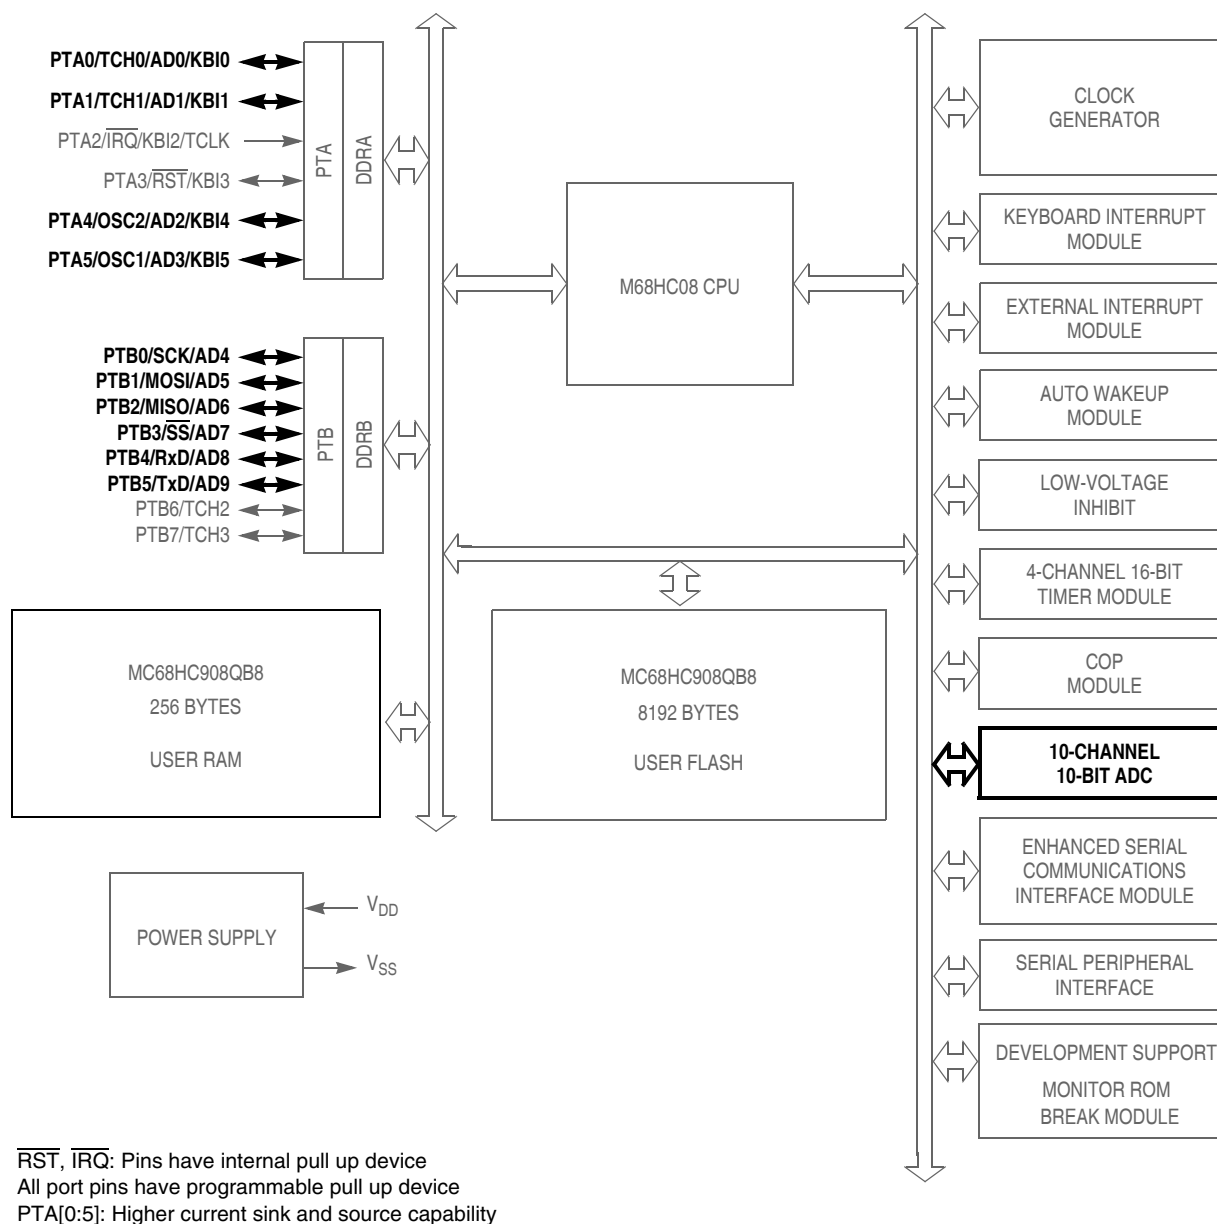 PTA0/TCH0/AD0/KBI0
PTA1/TCH1/AD1/KBI1
PTA2/IRQ/KBI2/TCLK
PTA3/RST/KBI3
PTA4/OSC2/AD2/KBI4
PTA5/OSC1/AD3/KBI5
PTA
DDRA
PTB0/SCK/AD4
PTB1/MOSI/AD5
PTB2/MISO/AD6
PTB3/SS/AD7
PTB4/RxD/AD8
PTB5/TxD/AD9
PTB6/TCH2
PTB7/TCH3
PTB
DDRB
M68HC08 CPU
MC68HC908QB8
256 BYTES
USER RAM
MC68HC908QB8
8192 BYTES
USER FLASH
POWER SUPPLY
VDD
VSS
CLOCK
GENERATOR
KEYBOARD INTERRUPT
MODULE
EXTERNAL INTERRUPT
MODULE
AUTO WAKEUP
MODULE
LOW-VOLTAGE
INHIBIT
4-CHANNEL 16-BIT
TIMER MODULE
COP
MODULE
10-CHANNEL
10-BIT ADC
ENHANCED SERIAL
COMMUNICATIONS
INTERFACE MODULE
SERIAL PERIPHERAL
INTERFACE
DEVELOPMENT SUPPORT
MONITOR ROM
BREAK MODULE
RST, IRQ: Pins have internal pull up device
All port pins have programmable pull up device
PTA[0:5]: Higher current sink and source capability